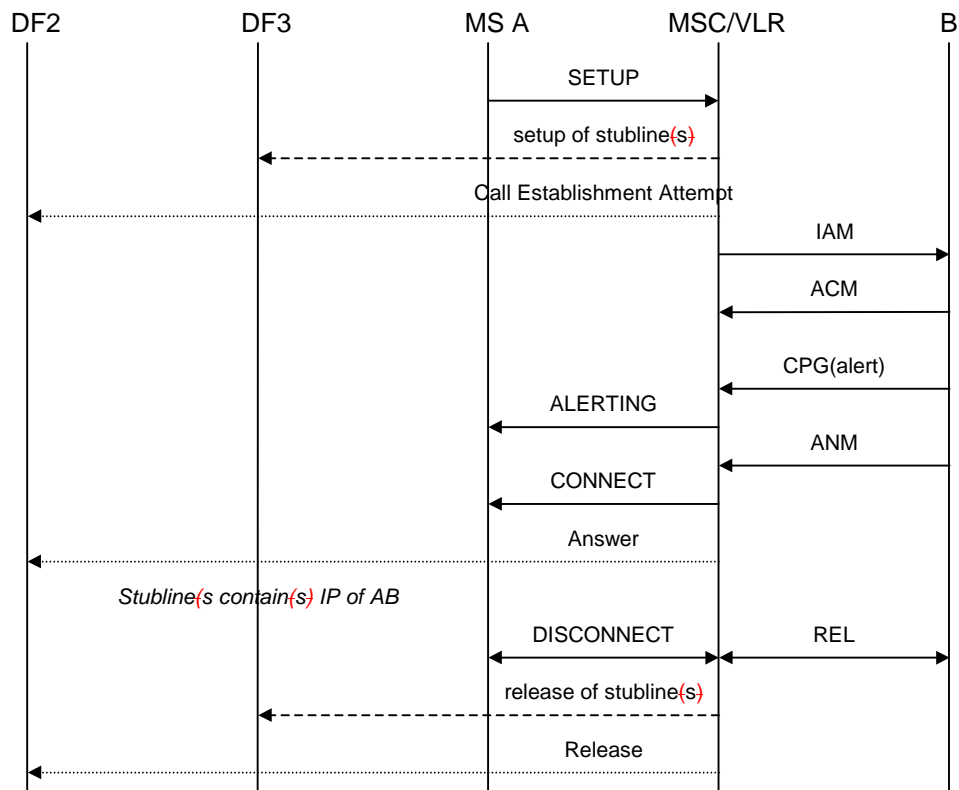 DF2 DF3 MS A MSC/VLR B
SETUP
setup of stubline(s)
Call Establishment Attempt
IAM
ACM
CPG(alert)
ALERTING
ANM
CONNECT
Answer
Stubline(s contain(s) IP of AB
DISCONNECT REL
release of stubline(s)
Release